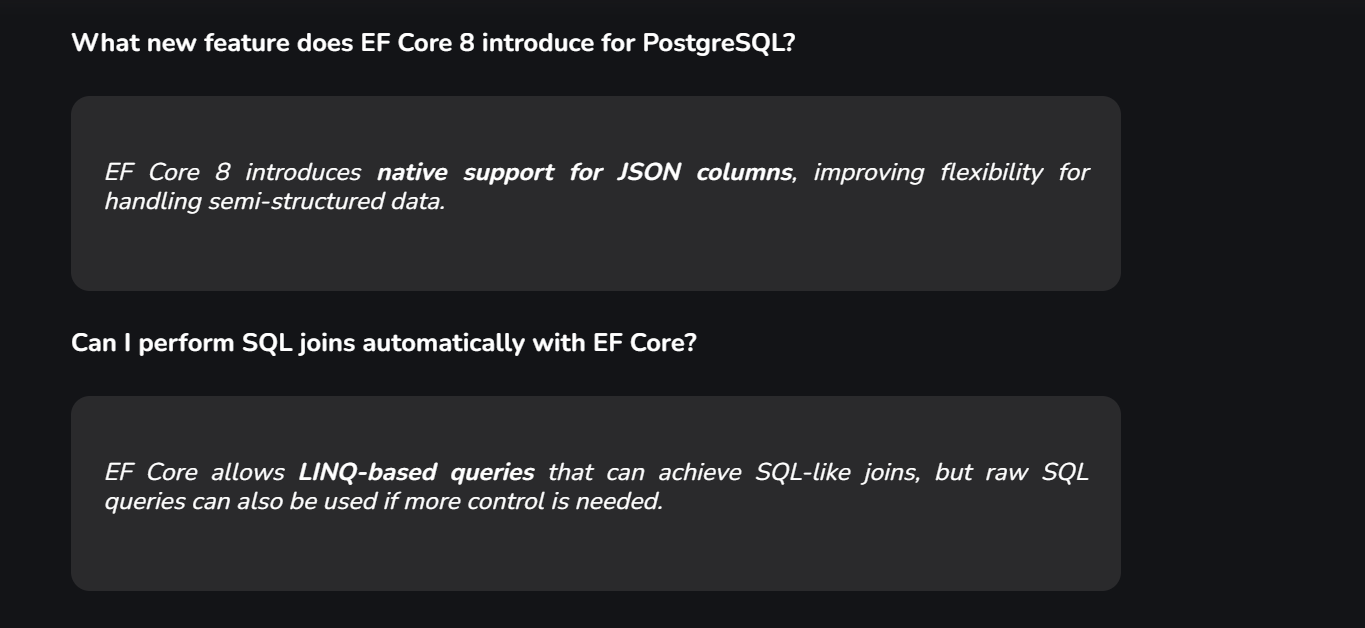 What new feature does EF Core 8 introduce for PostgreSQL?
EF Core 8 introduces native support for JSON columns, improving flexibility for
handling semi-structured data.
Can I perform SQL joins automatically with EF Core?
EF Core allows LINQ-based queries that can achieve SQL-like joins, but raw SQL
queries can also be used if more control is needed.